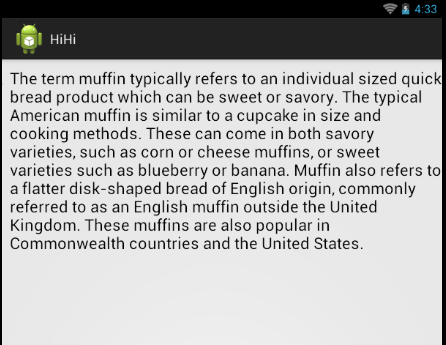 4:33
HiHi
The term muffin typically refers to an individual sized quick
bread product which can be sweet or savory. The typical
American muffin is similar to a cupcake in size and
cooking methods. These can come in both savory
varieties, such as corn or cheese muffins, or sweet
varieties such as blueberry or banana. Muffin also refers to
a flatter disk-shaped bread of English origin, commonly
referred to as an English muffin outside the United
Kingdom. These muffins are also popular in
Commonwealth countries and the United States.